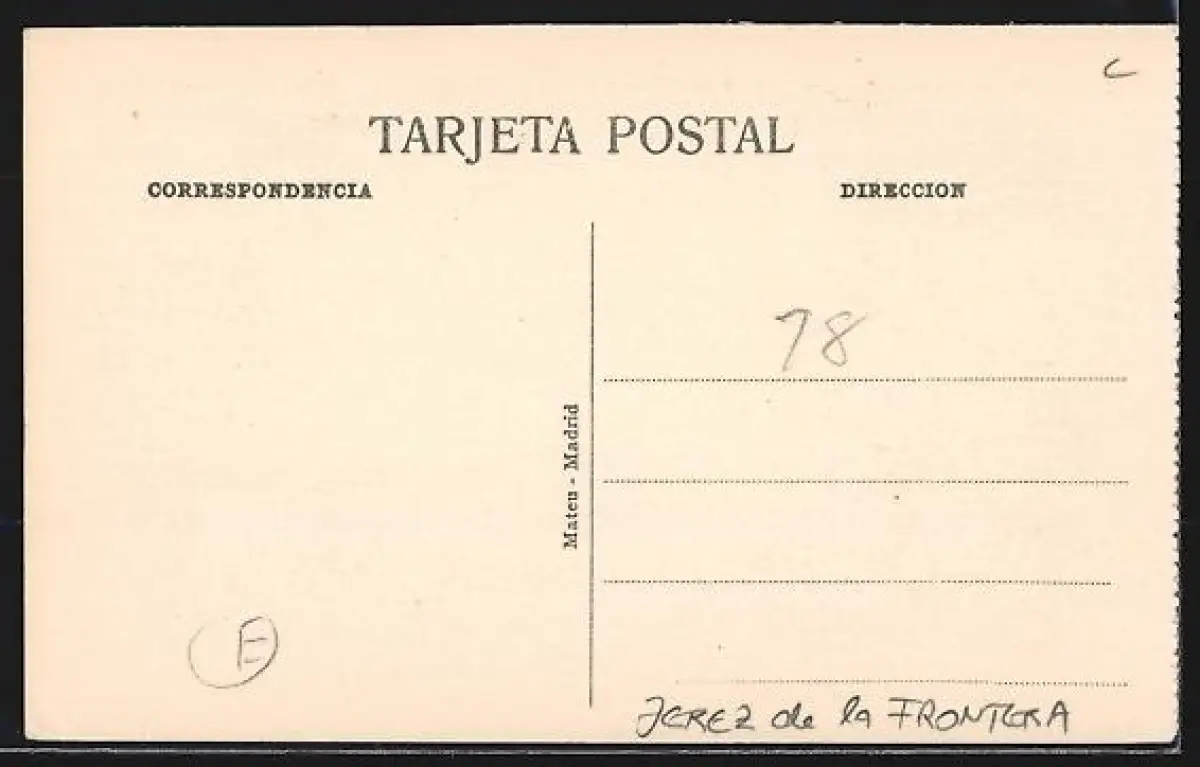 C
TARJETA POSTAL
CORRESPONDENCIA
DIRECCION
78
Mateu - Madrid
E
JEREZ de la FRONTERA